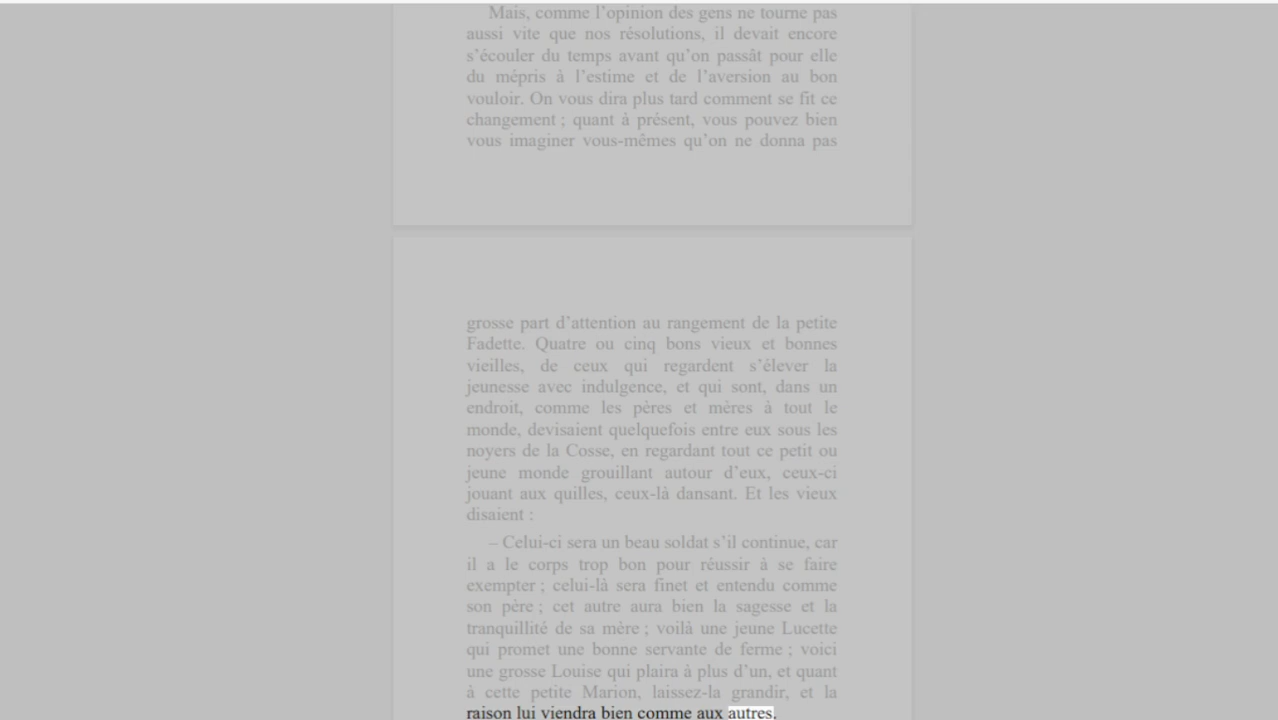 Mais, comme l’opinion des gens ne tourne pas
aussi vite que nos résolutions, il devait encore
s’écouler du temps avant qu’on passât pour elle
du mépris à l’estime et de l’aversion au bon
vouloir. On vous dira plus tard comment se fit ce
changement ; quant à présent, vous pouvez bien
vous imaginer vous-mêmes qu’on ne donna pas
grosse part d’attention au rangement de la petite
Fadette. Quatre ou cinq bons vieux et bonnes
vieilles, de ceux qui regardent s’élever la
jeunesse avec indulgence, et qui sont, dans un
endroit, comme les pères et mères à tout le
monde, devisaient quelquefois entre eux sous les
noyers de la Cosse, en regardant tout ce petit ou
jeune monde grouillant autour d’eux, ceux-ci
jouant aux quilles, ceux-là dansant. Et les vieux
disaient :
– Celui-ci sera un beau soldat s’il continue, car
il a le corps trop bon pour réussir à se faire
exempter ; celui-là sera finet et entendu comme
son père ; cet autre aura bien la sagesse et la
tranquillité de sa mère ; voilà une jeune Lucette
qui promet une bonne servante de ferme ; voici
une grosse Louise qui plaira à plus d’un, et quant
à cette petite Marion, laissez-la grandir, et la
raison lui viendra bien comme aux autres.